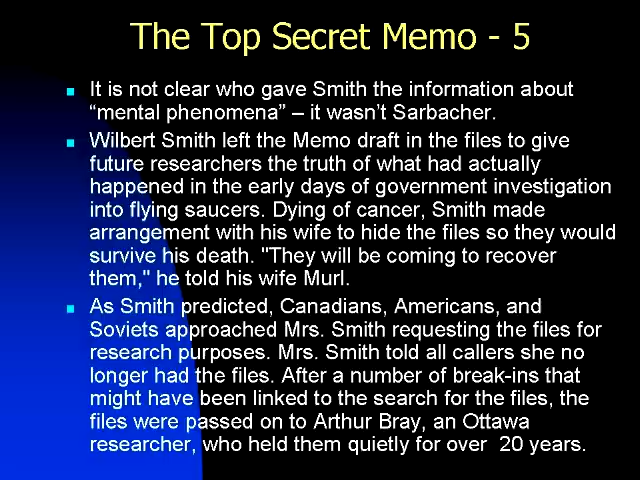 The Top Secret Memo - 5
It is not clear who gave Smith the information about
“mental phenomena” – it wasn’t Sarbacher.
Wilbert Smith left the Memo draft in the files to give
future researchers the truth of what had actually
happened in the early days of government investigation
into flying saucers. Dying of cancer, Smith made
arrangement with his wife to hide the files so they would
survive his death. "They will be coming to recover
them," he told his wife Murl.
As Smith predicted, Canadians, Americans, and
Soviets approached Mrs. Smith requesting the files for
research purposes. Mrs. Smith told all callers she no
longer had the files. After a number of break-ins that
might have been linked to the search for the files, the
files were passed on to Arthur Bray, an Ottawa
researcher, who held them quietly for over  20 years.